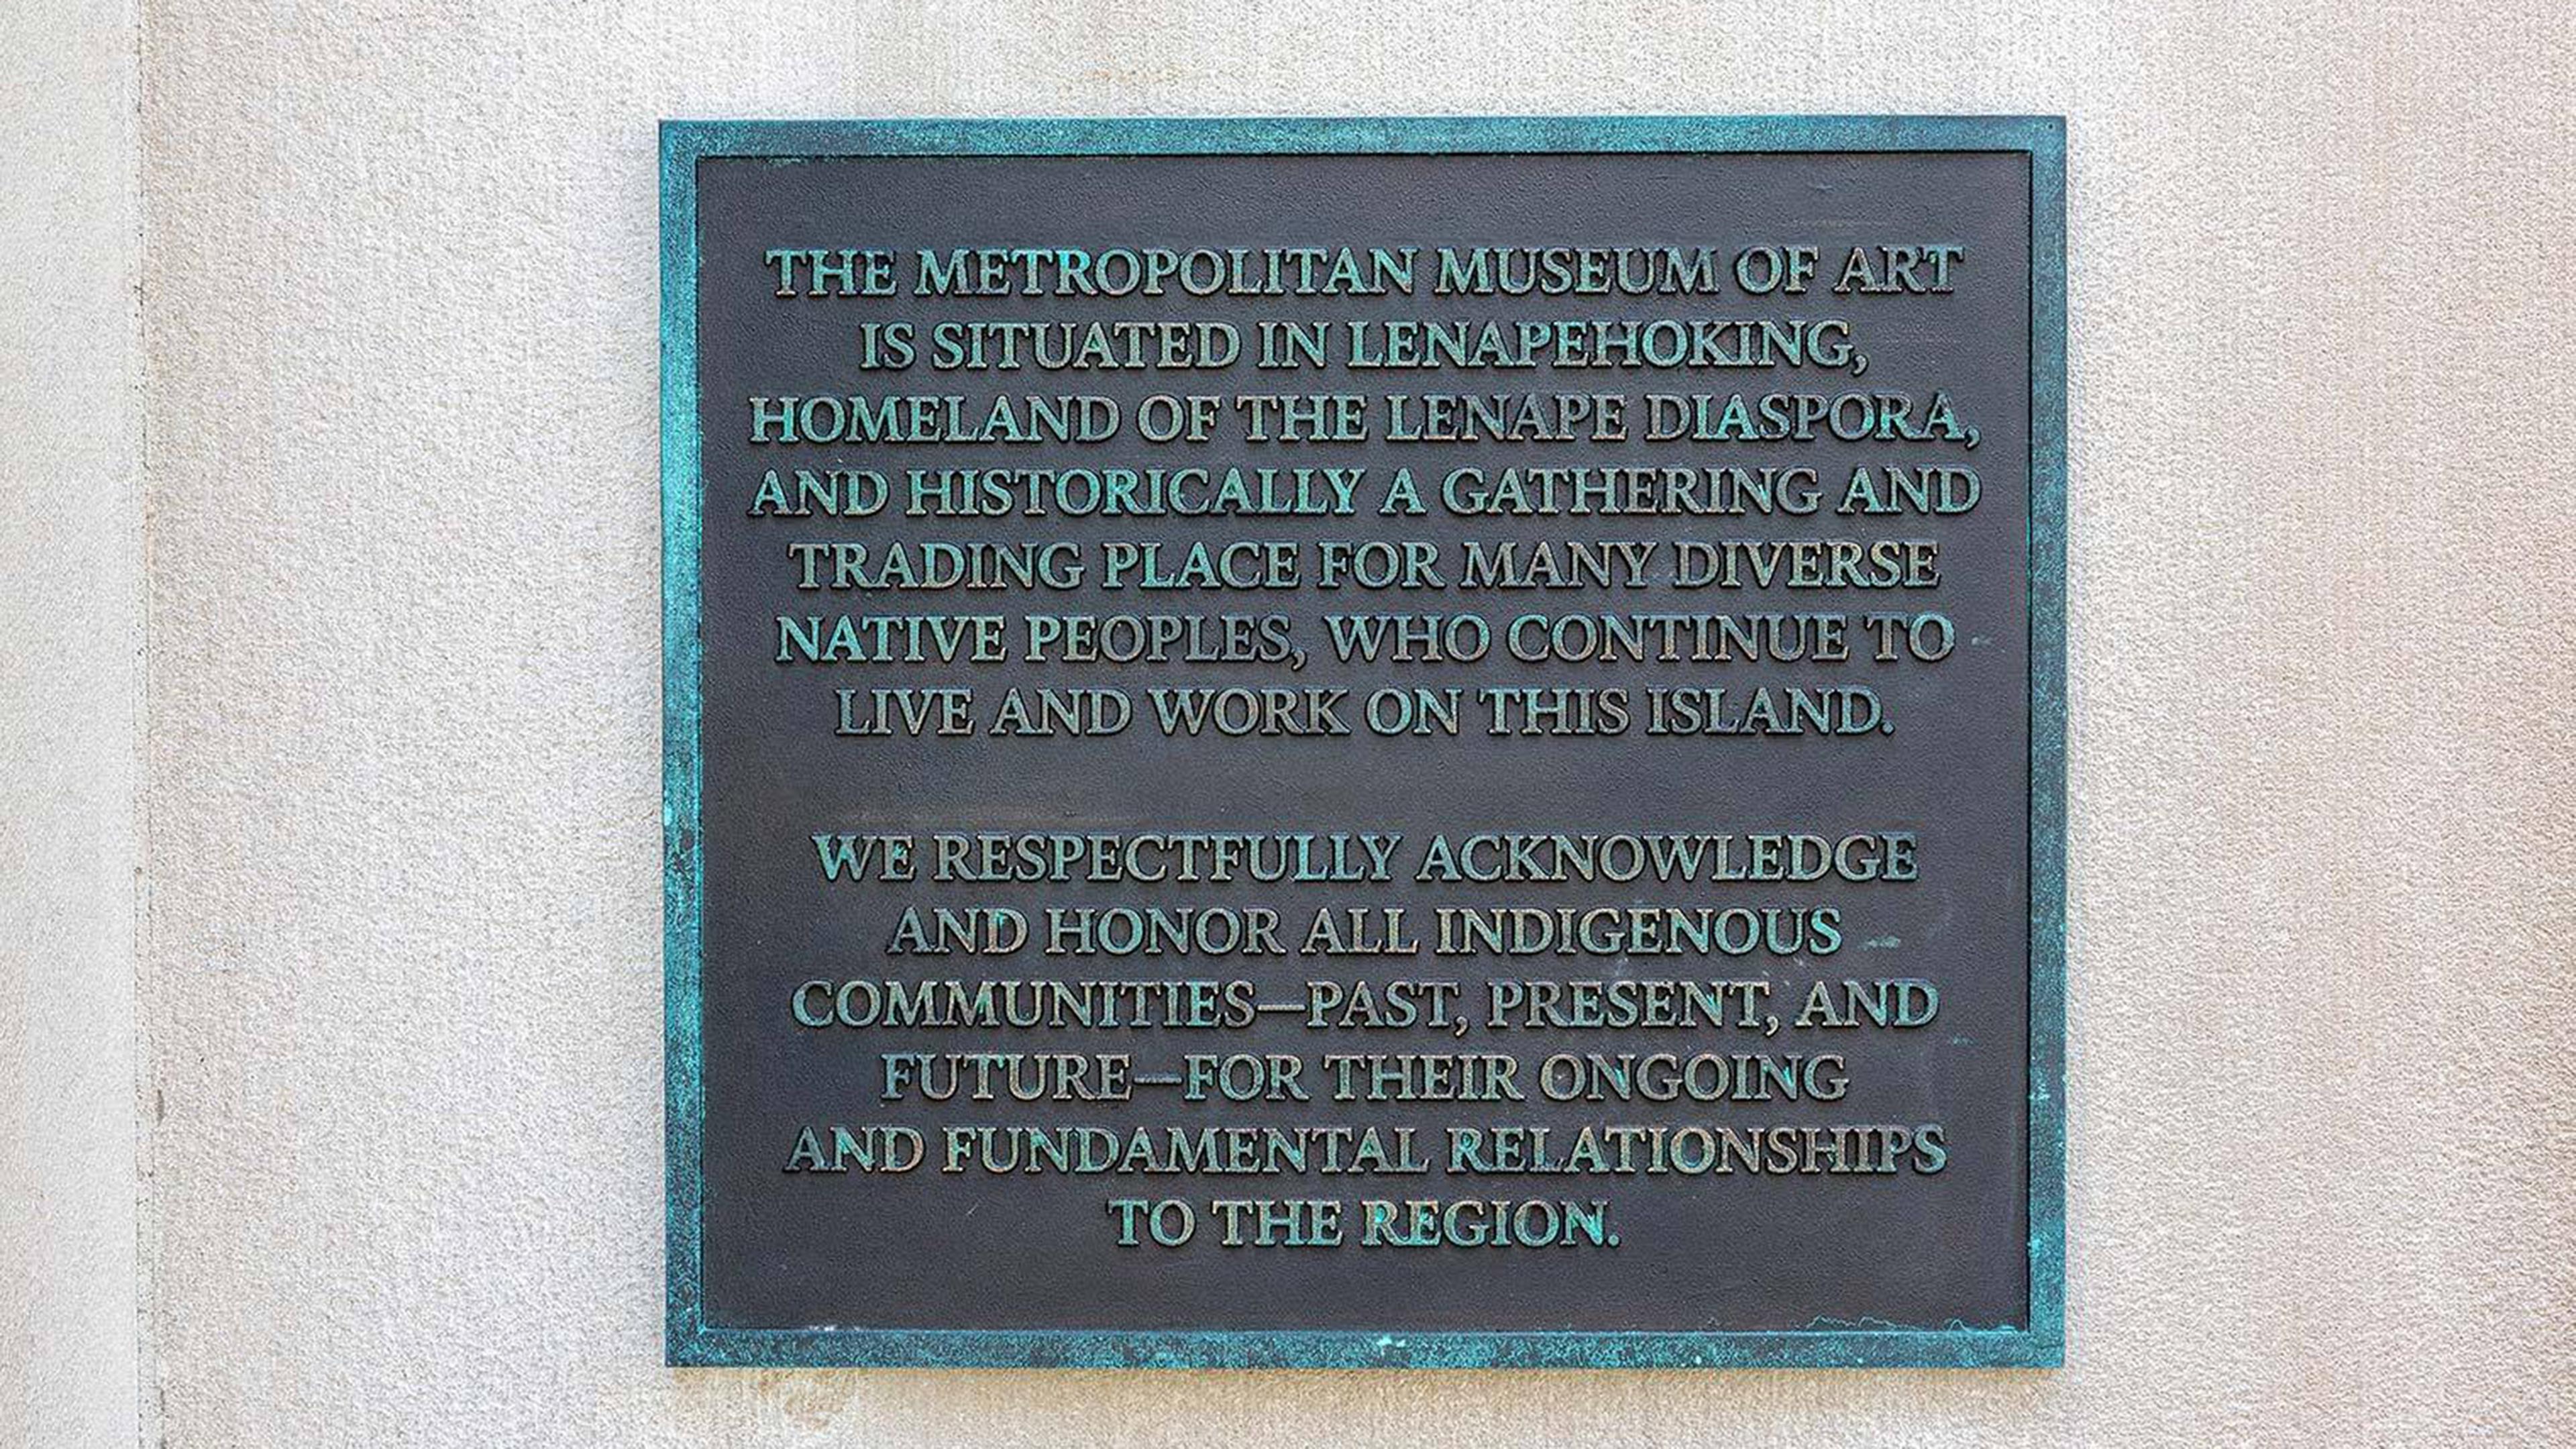 THE METROPOLITAN MUSEUM OF ART
IS SITUATED IN LENAPEHOKING,
HOMELAND OF THE LENAPE DIASPORA,
AND HISTORICALLY A GATHERING AND
TRADING PLACE FOR MANY DIVERSE
NATIVE PEOPLES, WHO CONTINUE TO
LIVE AND WORK ON THIS ISLAND.
WE RESPECTFULLY ACKNOWLEDGE
AND HONOR ALL INDIGENOUS
COMMUNITIES—PAST, PRESENT, AND
FUTURE—FOR THEIR ONGOING
AND FUNDAMENTAL RELATIONSHIPS
TO THE REGION.